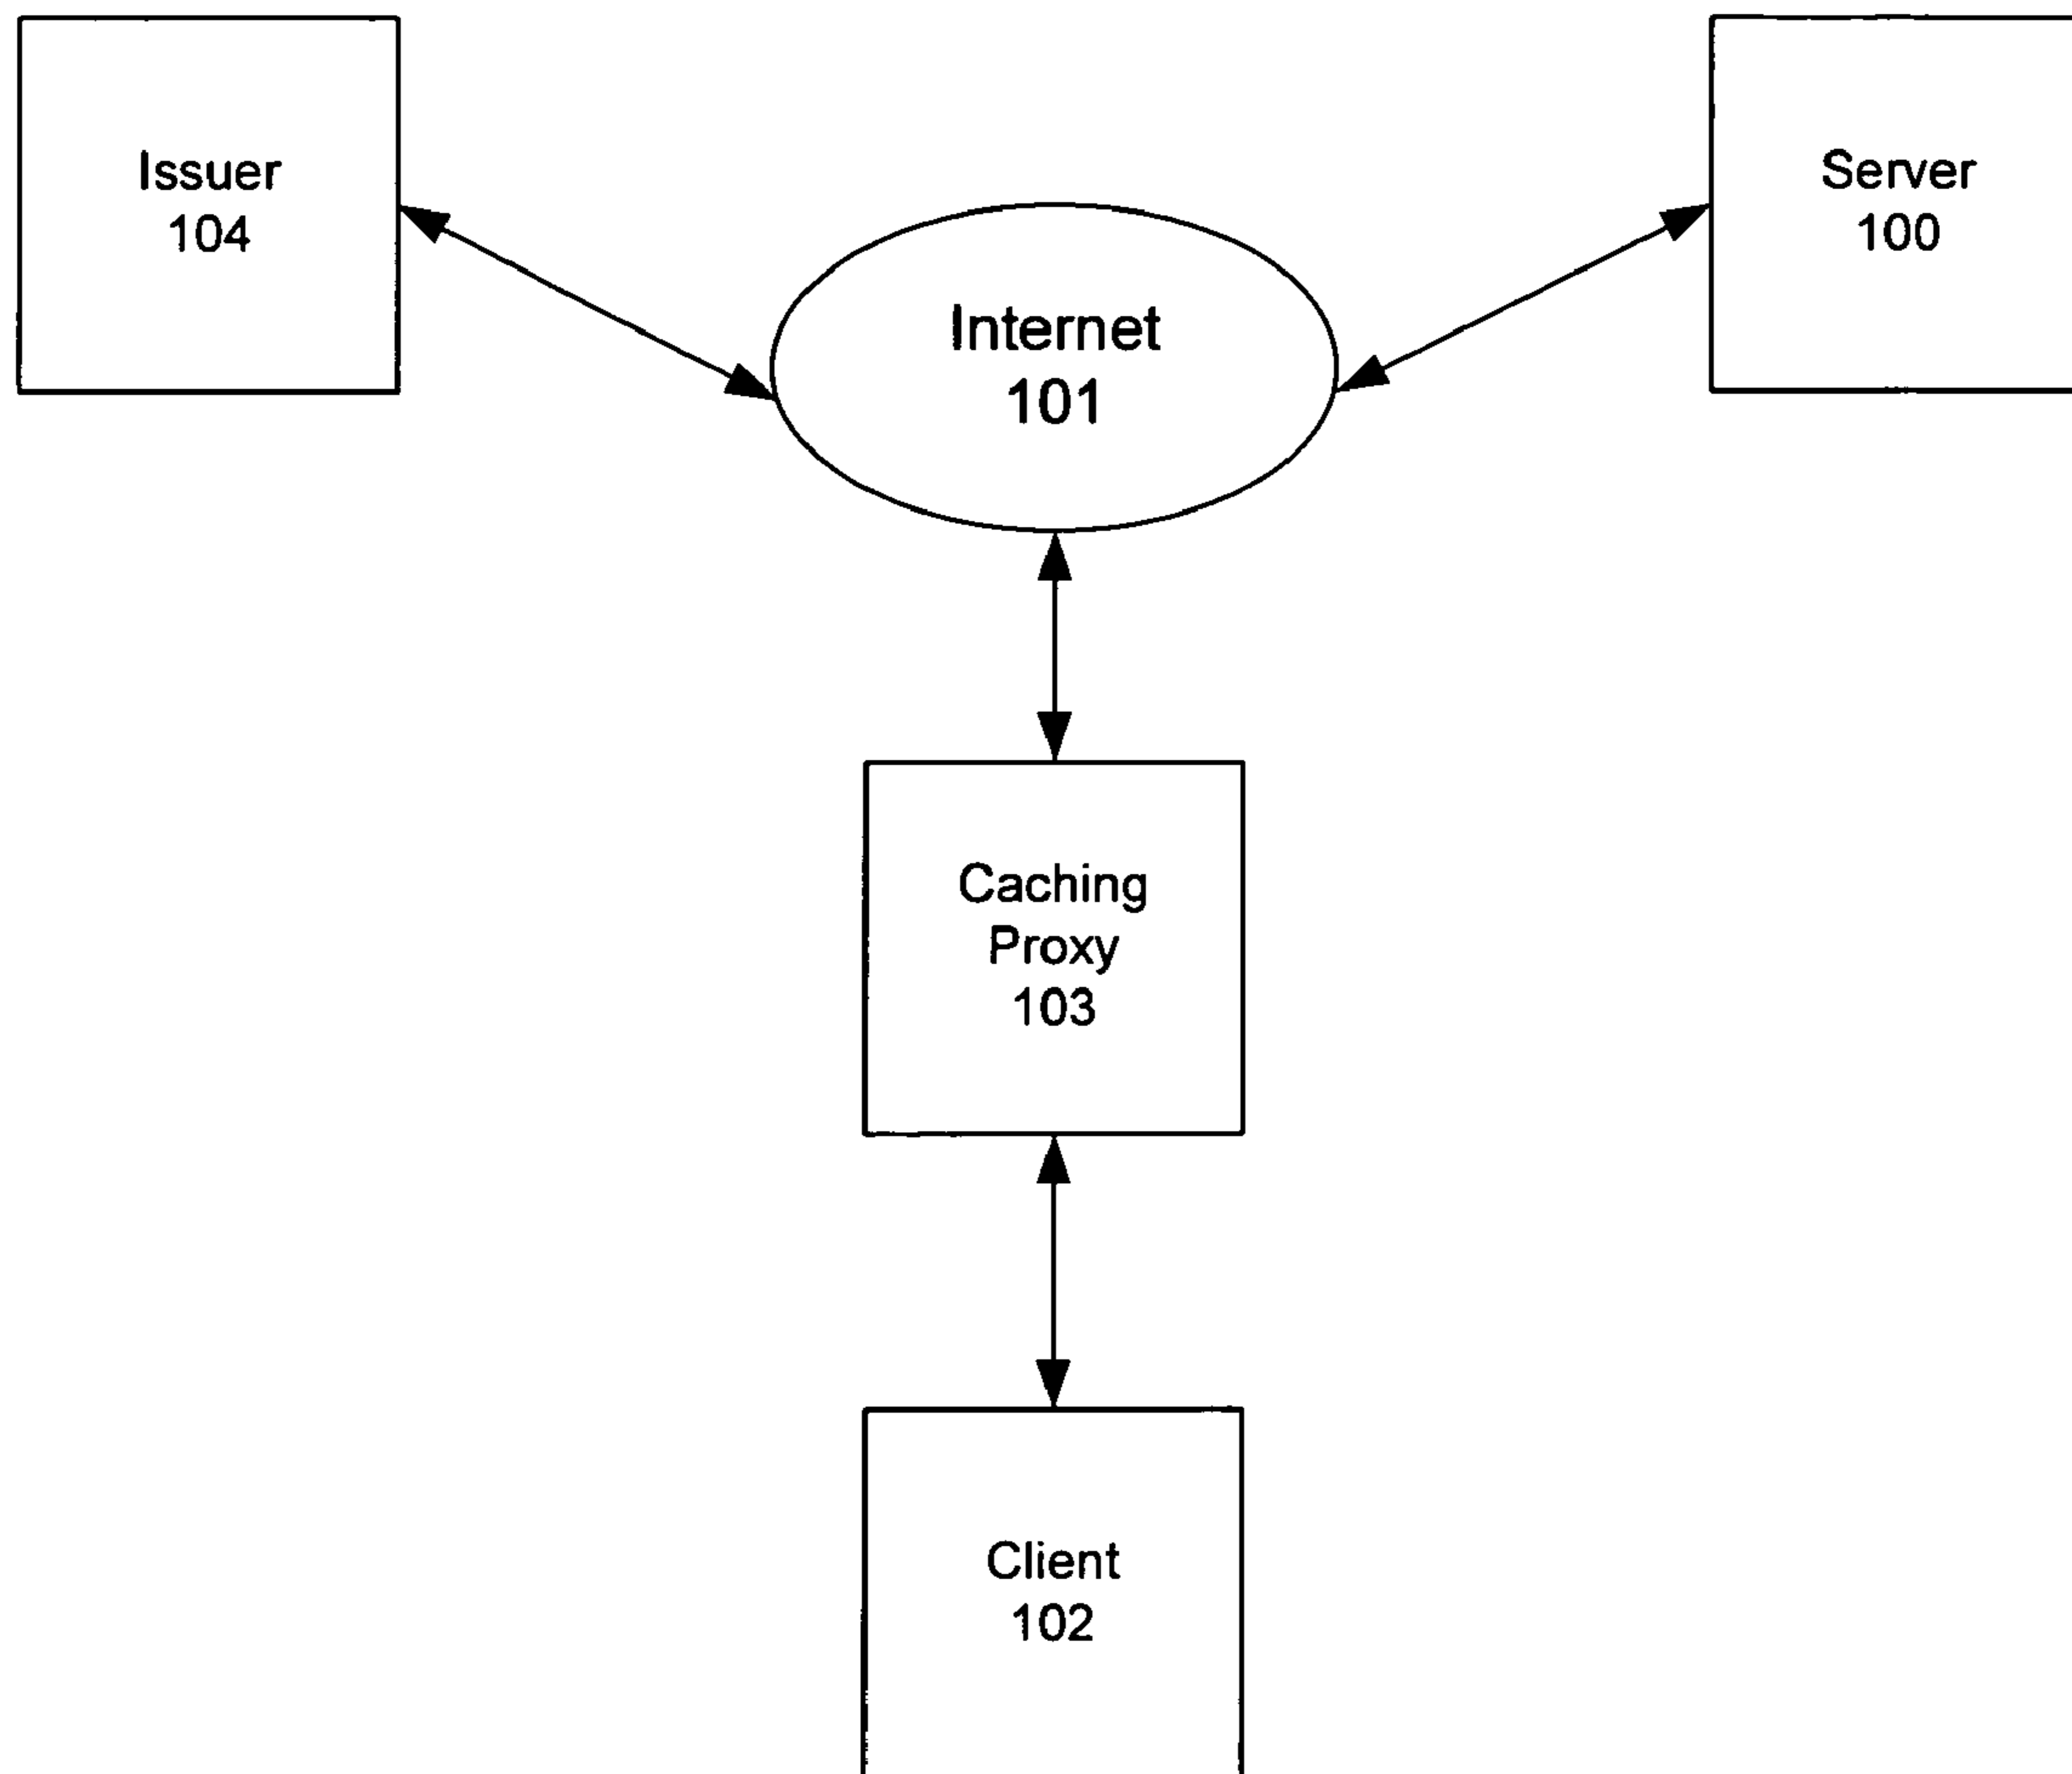 Issuer
104
Server
100
Internet
101
Caching
Proxy
103
Client
102